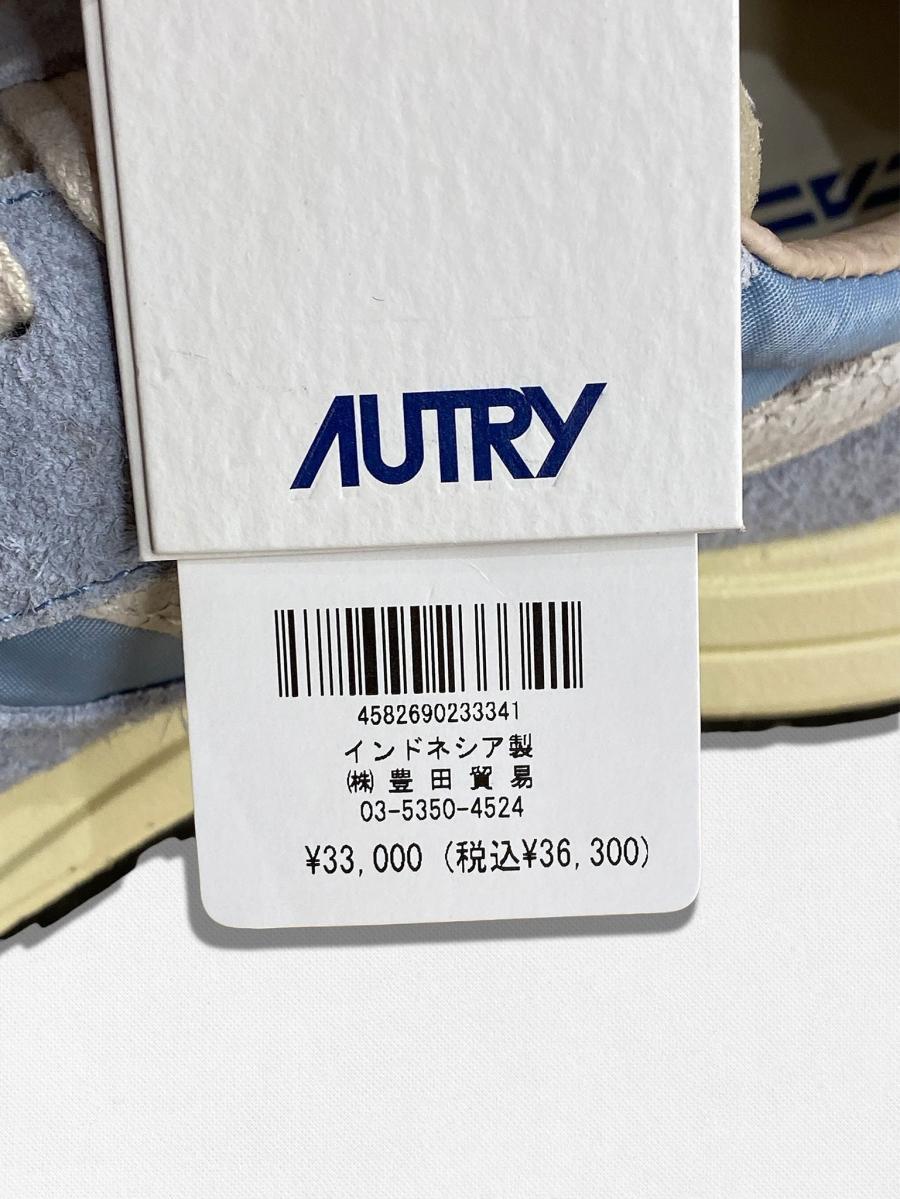 AUTRY
4582690233341
インドネシア製
㈱ 豊田貿易
03-5350-4524
¥33,000 (税込¥36,300)